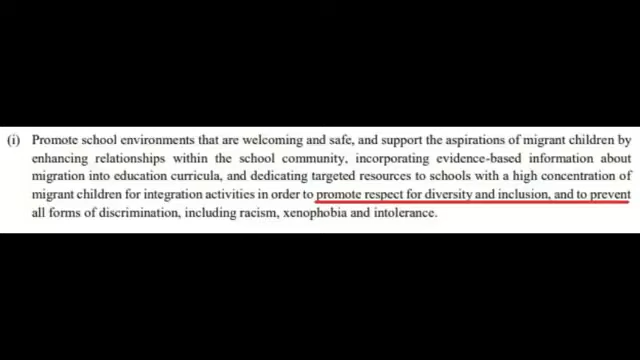 (i) Promote school environments that are welcoming and safe, and support the aspirations of migrant children by
enhancing relationships within the school community, incorporating evidence-based information about
migration into education curricula, and dedicating targeted resources to schools with a high concentration of
migrant children for integration activities in order to promote respect for diversity and inclusion, and to prevent
all forms of discrimination, including racism, xenophobia and intolerance.